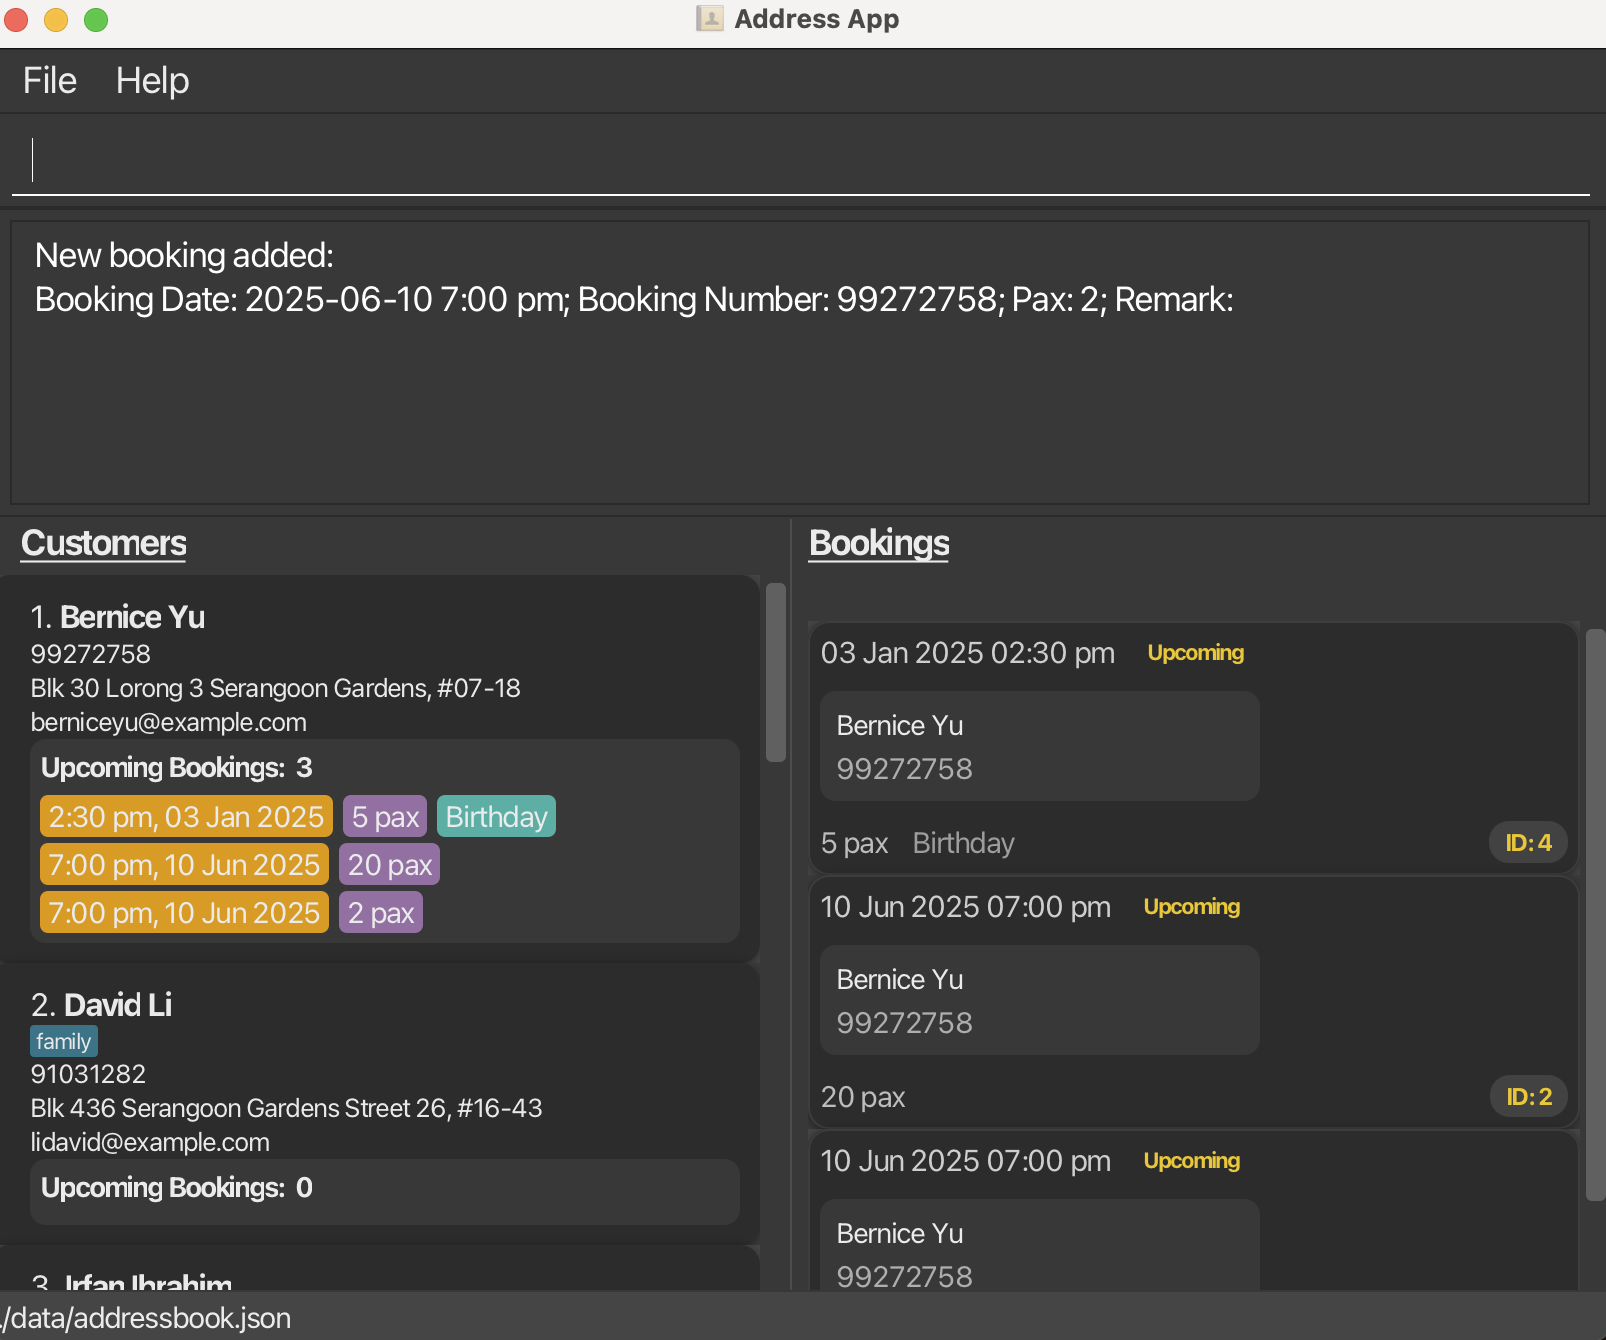 Address App
File Help
New booking added:
Booking Date: 2025-06-10 7:00 pm; Booking Number: 99272758; Pax: 2; Remark:
Customers
1. Bernice Yu
99272758
Blk 30 Lorong 3 Serangoon Gardens, #07-18
berniceyu@example.com
Upcoming Bookings: 3
2:30 pm, 03 Jan 2025 5 pax Birthday
7:00 pm, 10 Jun 2025 20 pax
7:00 pm, 10 Jun 2025 2 pax
2. David Li
family
91031282
Blk 436 Serangoon Gardens Street 26, #16-43
lidavid@example.com
Upcoming Bookings: 0
3. Irfan Ibrahim
Bookings
03 Jan 2025 02:30 pm Upcoming
Bernice Yu
99272758
5 pax Birthday ID: 4
10 Jun 2025 07:00 pm Upcoming
Bernice Yu
99272758
20 pax ID: 2
10 Jun 2025 07:00 pm Upcoming
Bernice Yu
99272758
./data/addressbook.json